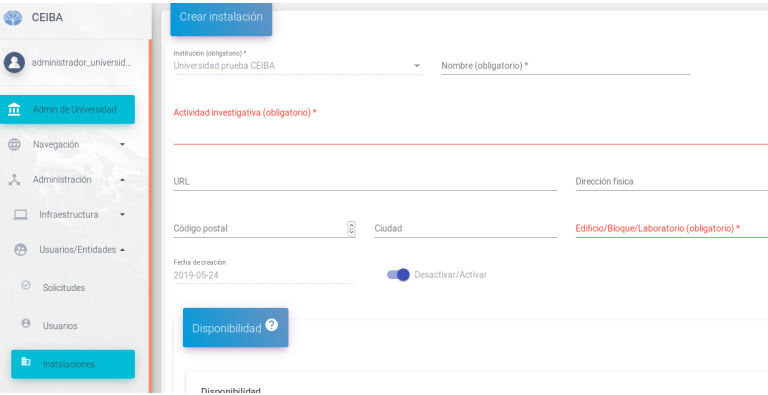 CEIBA
administrador_universid...
Admin de Universidad
Navegación
Administración
Infraestructura
Usuarios/Entidades
Solicitudes
Usuarios
Instalaciones
Crear instalación
Institución (obligatorio) *
Universidad prueba CEIBA
Nombre (obligatorio) *
Actividad investigativa (obligatorio) *
URL
Dirección física
Código postal
Ciudad
Edificio/Bloque/Laboratorio (obligatorio) *
Fecha de creación
2019-05-24
Desactivar/Activar
Disponibilidad ?
Disponibilidad